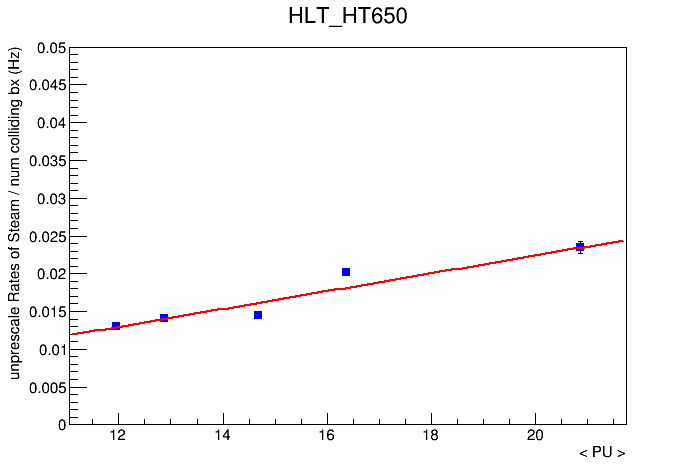 HLT_HT650
unprescale Rates of Steam / num colliding bx (Hz)
0.05
0.045
0.04
0.035
0.03
0.025
0.02
0.015
0.01
0.005
0
12 14 16 18 20
< PU >